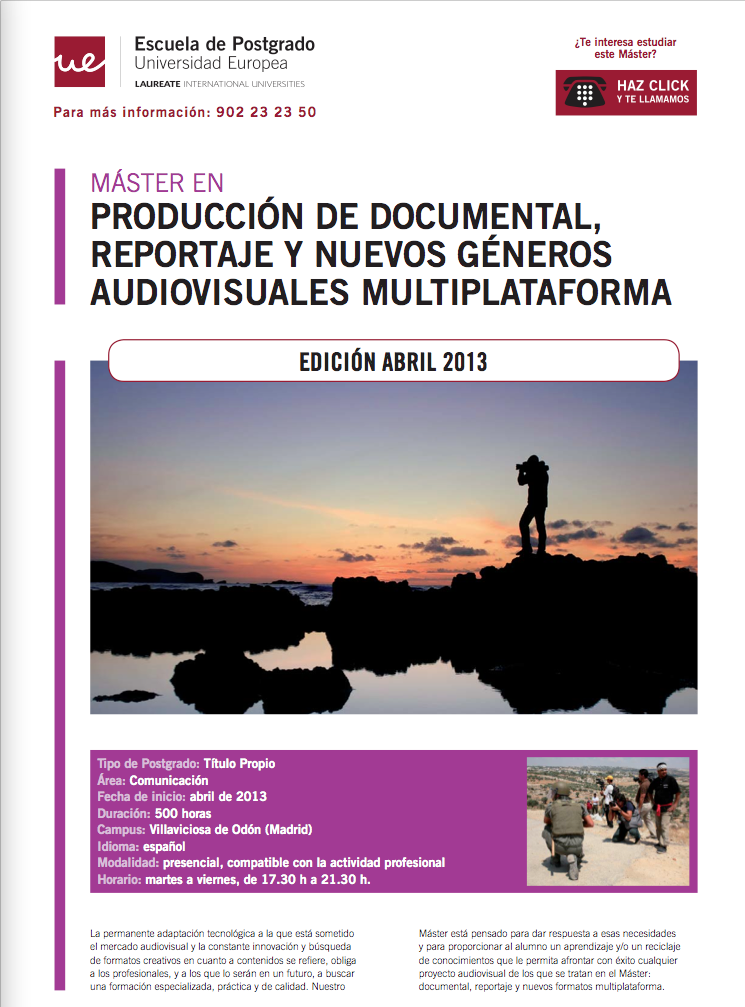 ue
Escuela de Postgrado
Universidad Europea
LAUREATE INTERNATIONAL UNIVERSITIES
Para más información: 902 23 23 50
¿Te interesa estudiar
este Máster?
HAZ CLICK
Y TE LLAMAMOS
MÁSTER EN
PRODUCCIÓN DE DOCUMENTAL,
REPORTAJE Y NUEVOS GÉNEROS
AUDIOVISUALES MULTIPLATAFORMA
EDICIÓN ABRIL 2013
Tipo de Postgrado: Título Propio
Área: Comunicación
Fecha de inicio: abril de 2013
Duración: 500 horas
Campus: Villaviciosa de Odón (Madrid)
Idioma: español
Modalidad: presencial, compatible con la actividad profesional
Horario: martes a viernes, de 17.30 h a 21.30 h.
La permanente adaptación tecnológica a la que está sometido
el mercado audiovisual y la constante innovación y búsqueda
de formatos creativos en cuanto a contenidos se refiere, obliga
a los profesionales, y a los que lo serán en un futuro, a buscar
una formación especializada, práctica y de calidad. Nuestro
Máster está pensado para dar respuesta a esas necesidades
y para proporcionar al alumno un aprendizaje y/o un reciclaje
de conocimientos que le permita afrontar con éxito cualquier
proyecto audiovisual de los que se tratan en el Máster:
documental, reportaje y nuevos formatos multiplataforma.